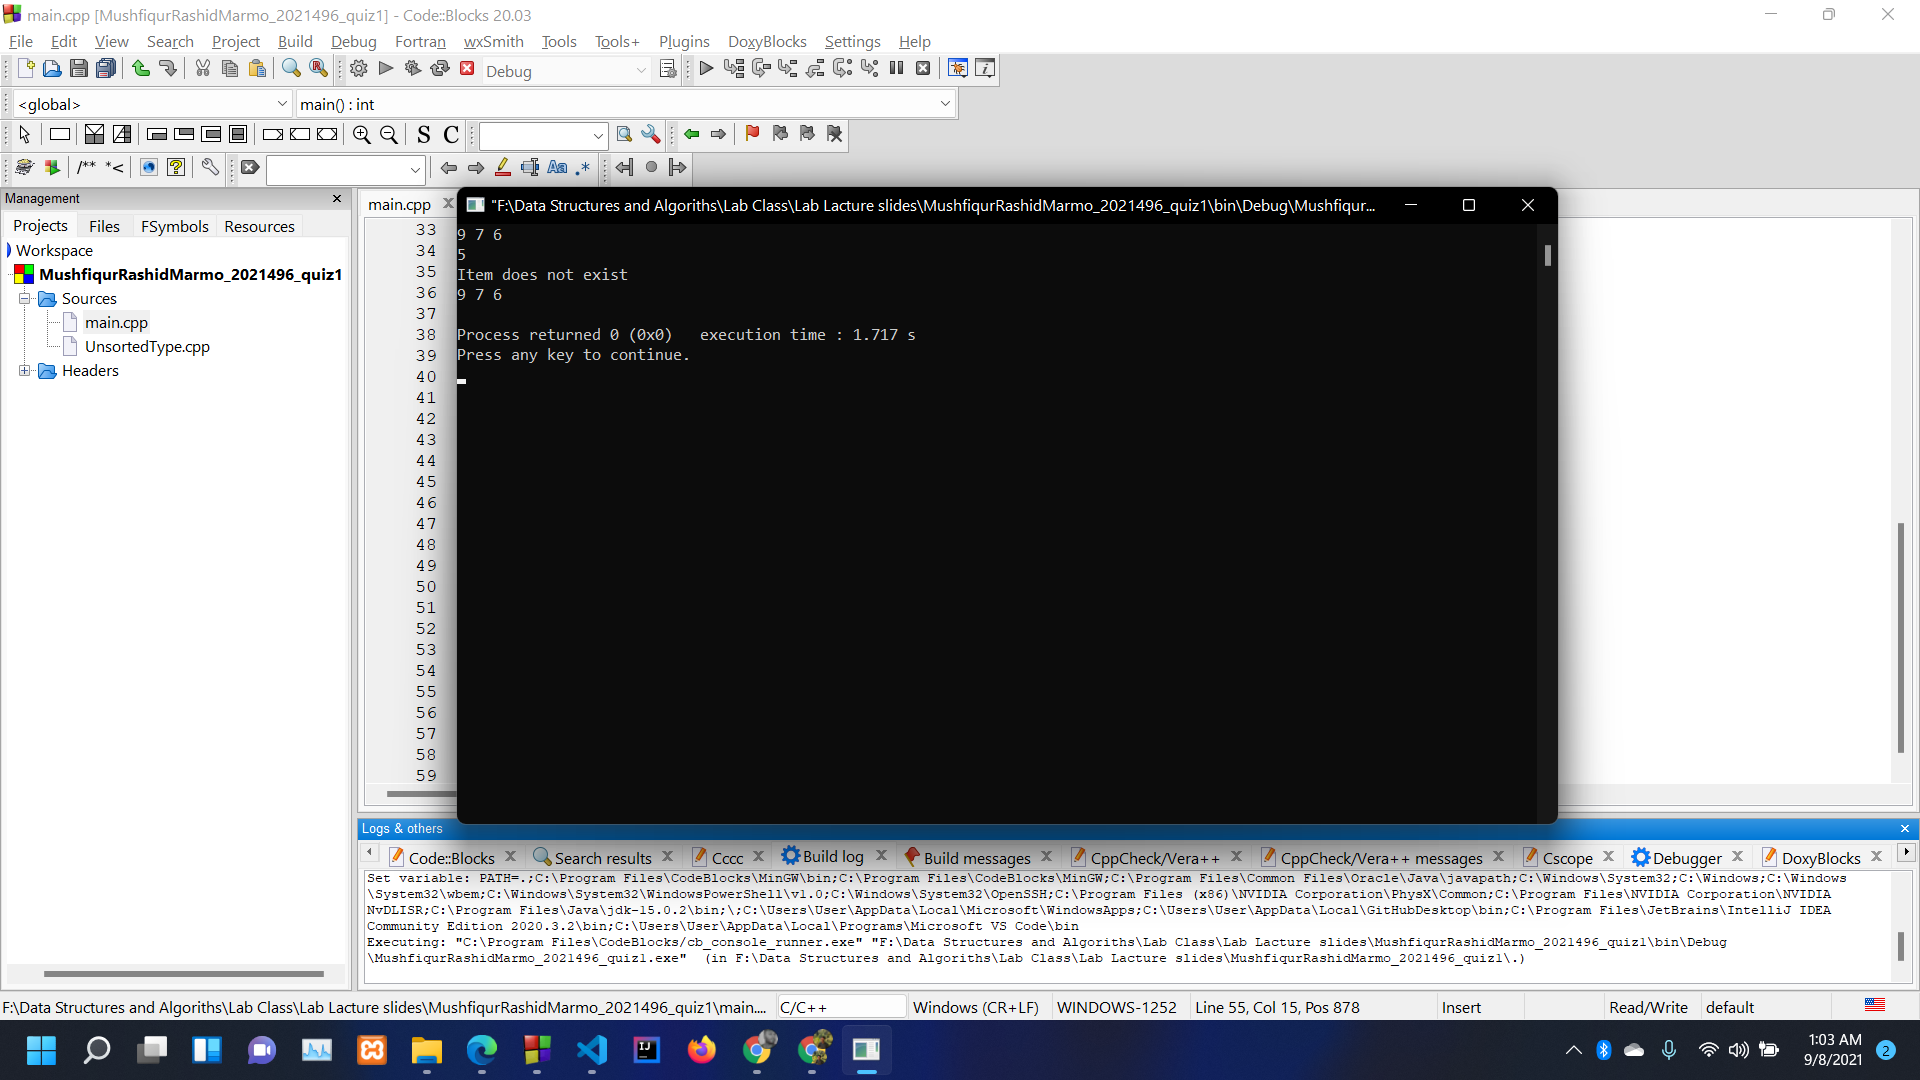 main.cpp [MushfiqurRashidMarmo_2021496_quiz1] - Code::Blocks 20.03
File Edit View Search Project Build Debug Fortran wxSmith Tools Tools+ Plugins DoxyBlocks Settings Help
Debug
<global> main() : int
S C
/** *<
Aa .*
Management
Projects Files FSymbols Resources
Workspace
MushfiqurRashidMarmo_2021496_quiz1
Sources
main.cpp
UnsortedType.cpp
Headers
main.cpp
33
34
35
36
37
38
39
40
41
42
43
44
45
46
47
48
49
50
51
52
53
54
55
56
57
58
59
"F:\Data Structures and Algoriths\Lab Class\Lab Lacture slides\MushfiqurRashidMarmo_2021496_quiz1\bin\Debug\Mushfiqur...
9 7 6
5
Item does not exist
9 7 6
Process returned 0 (0x0)   execution time : 1.717 s
Press any key to continue.
Logs & others
Code::Blocks Search results Cccc Build log Build messages CppCheck/Vera++ CppCheck/Vera++ messages Cscope Debugger DoxyBlocks
Set variable: PATH=.;C:\Program Files\CodeBlocks\MinGW\bin;C:\Program Files\CodeBlocks\MinGW;C:\Program Files\Common Files\Oracle\Java\javapath;C:\Windows\System32;C:\Windows;C:\Windows
\System32\wbem;C:\Windows\System32\WindowsPowerShell\v1.0;C:\Windows\System32\OpenSSH;C:\Program Files (x86)\NVIDIA Corporation\PhysX\Common;C:\Program Files\NVIDIA Corporation\NVIDIA
NvDLISR;C:\Program Files\Java\jdk-15.0.2\bin;\;C:\Users\User\AppData\Local\Microsoft\WindowsApps;C:\Users\User\AppData\Local\GitHubDesktop\bin;C:\Program Files\JetBrains\IntelliJ IDEA
Community Edition 2020.3.2\bin;C:\Users\User\AppData\Local\Programs\Microsoft VS Code\bin
Executing: "C:\Program Files\CodeBlocks/cb_console_runner.exe" "F:\Data Structures and Algoriths\Lab Class\Lab Lacture slides\MushfiqurRashidMarmo_2021496_quiz1\bin\Debug
\MushfiqurRashidMarmo_2021496_quiz1.exe"  (in F:\Data Structures and Algoriths\Lab Class\Lab Lacture slides\MushfiqurRashidMarmo_2021496_quiz1\.)
F:\Data Structures and Algoriths\Lab Class\Lab Lacture slides\MushfiqurRashidMarmo_2021496_quiz1\main.... C/C++ Windows (CR+LF) WINDOWS-1252 Line 55, Col 15, Pos 878 Insert Read/Write default
IJ
1:03 AM
9/8/2021
2